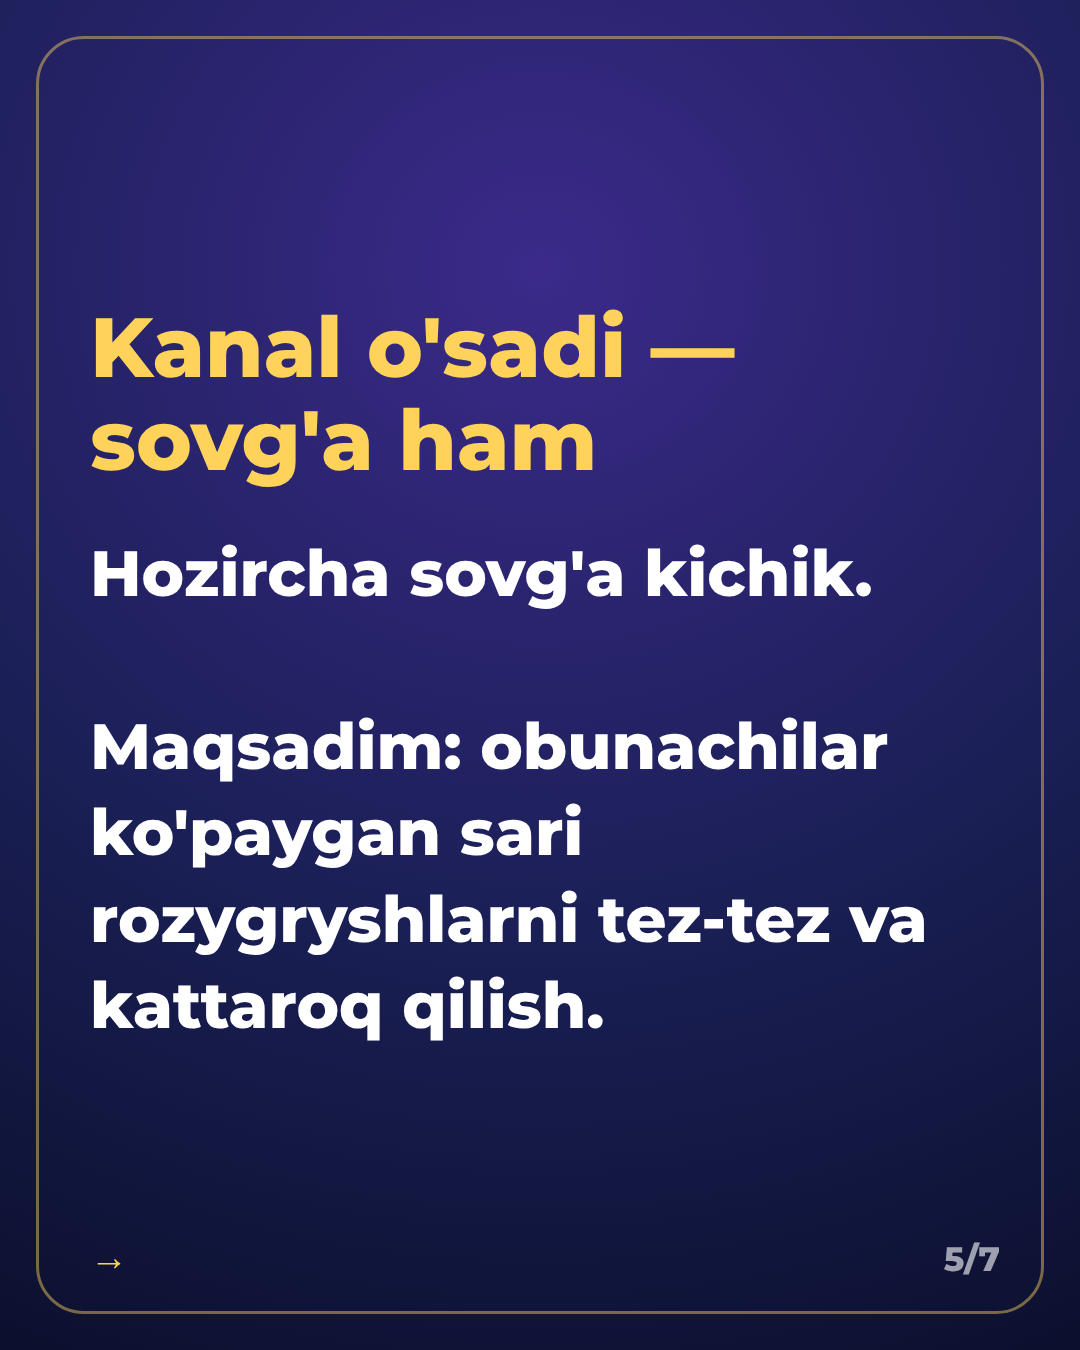 Kanal o'sadi —
sovg'a ham
Hozircha sovg'a kichik.
Maqsadim: obunachilar
ko'paygan sari
rozygryshlarni tez-tez va
kattaroq qilish.
→
5/7